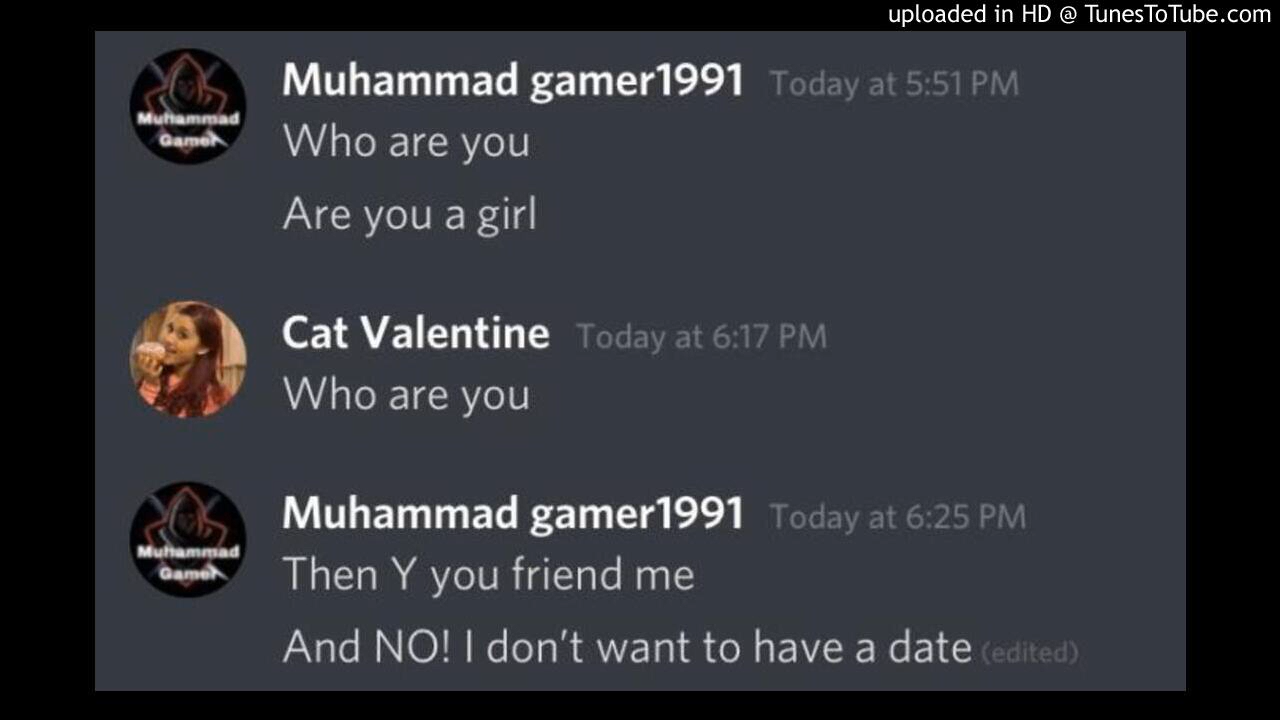 uploaded in HD @ TunesToTube.com
Muhammad gamer1991 Today at 5:51 PM
Muhammad
Gamer
Who are you
Are you a girl
Cat Valentine Today at 6:17 PM
Who are you
Muhammad gamer1991 Today at 6:25 PM
Muhammad
Gamer
Then Y you friend me
And NO! I don't want to have a date (edited)